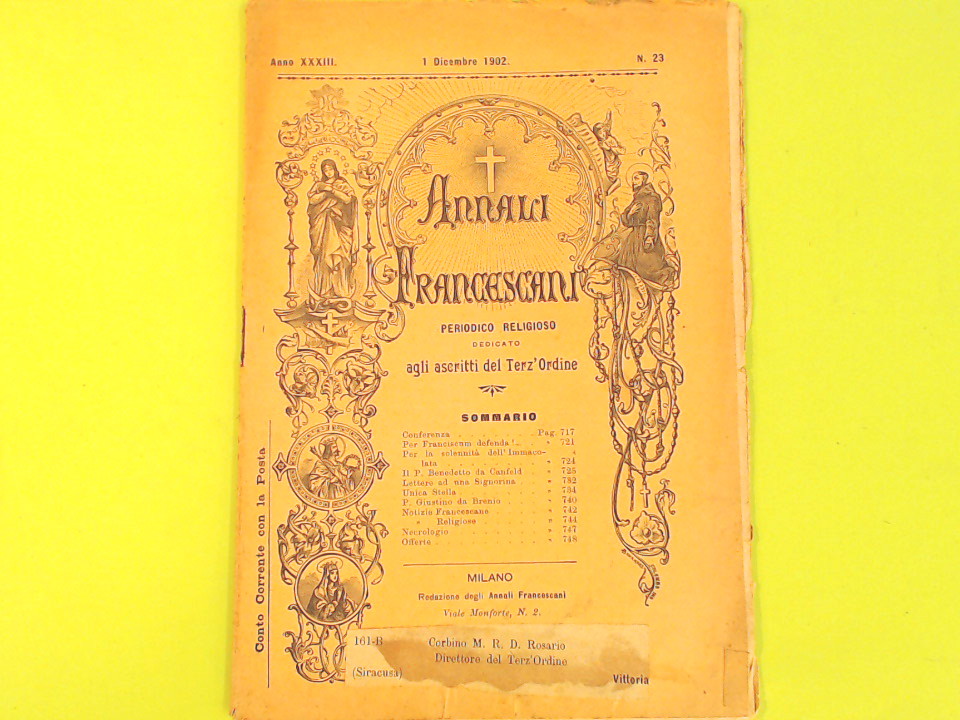 Anno XXXIII. 1 Dicembre 1902. N. 23
Annali
Francescani
PERIODICO RELIGIOSO
DEDICATO
agli ascritti del Terz'Ordine
SOMMARIO
Conferenza . . . . . . . . Pag. 717
Per Franciscum defenda!.. . » 721
Per la solennità dell'Immaco-
lata . . . . . . . . . » 724
Il P. Benedetto da Canfeld . » 725
Lettere ad una Signorina . . » 732
Unica Stella . . . . . . . . » 734
P. Giustino da Brenio . . . » 740
Notizie Francescane . . . . . » 742
» Religiose . . . . . . » 744
Necrologio . . . . . . . . . » 747
Offerte . . . . . . . . . . » 748
MILANO
Redazione degli Annali Francescani
Viale Monforte, N. 2.
Conto Corrente con la Posta
161-B Corbino M. R. D. Rosario
Direttore del Terz'Ordine
(Siracusa) Vittoria